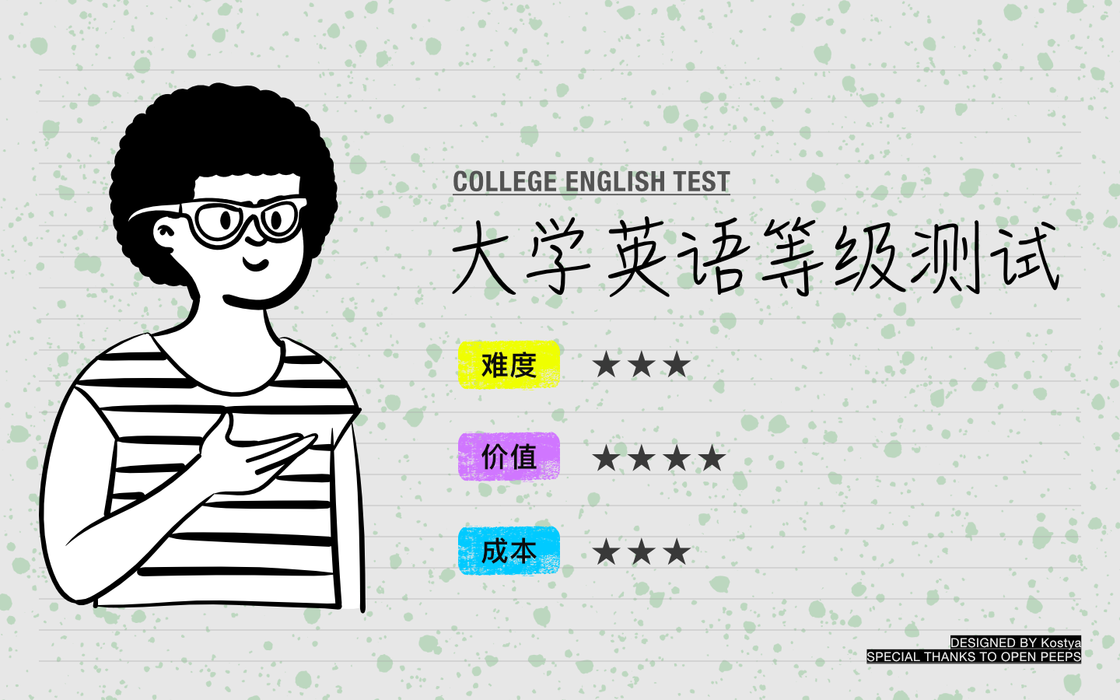 COLLEGE ENGLISH TEST
大学英语等级测试
难度 ★★★
价值 ★★★★
成本 ★★★
DESIGNED BY Kostya
SPECIAL THANKS TO OPEN PEEPS